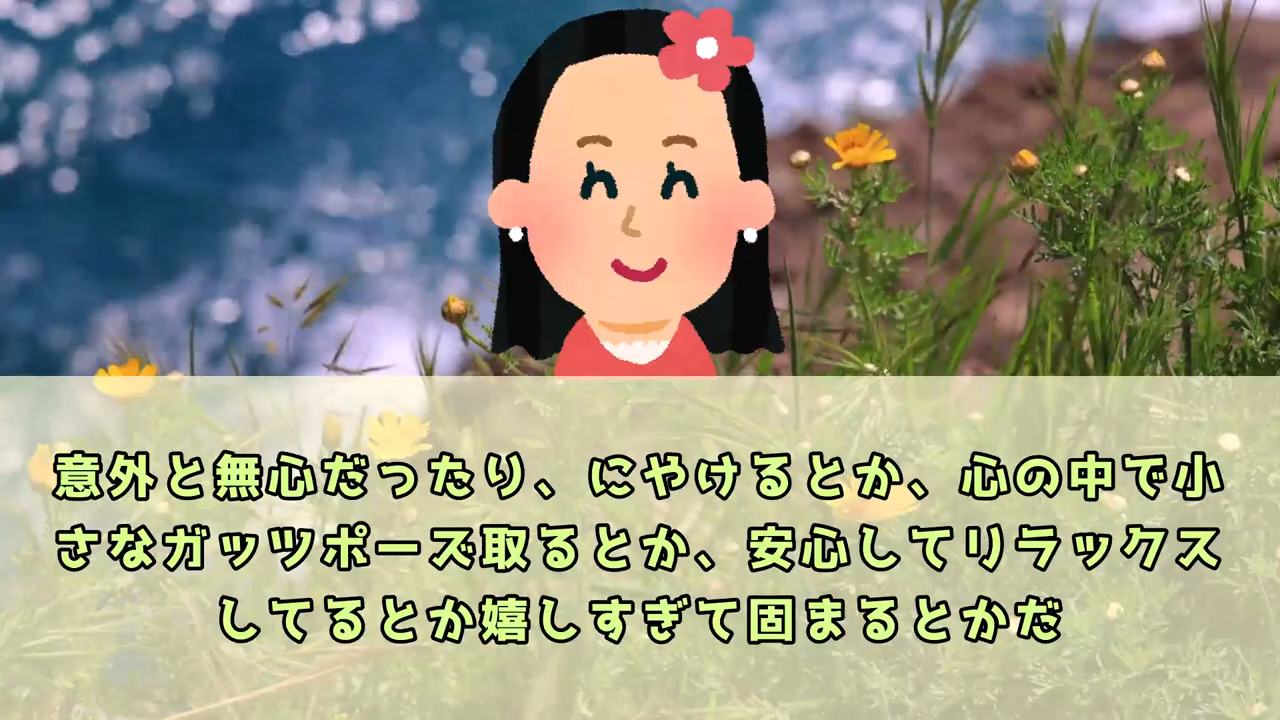 意外と無心だったり、にやけるとか、心の中で小
さなガッツポーズ取るとか、安心してリラックス
してるとか嬉しすぎて固まるとかだ